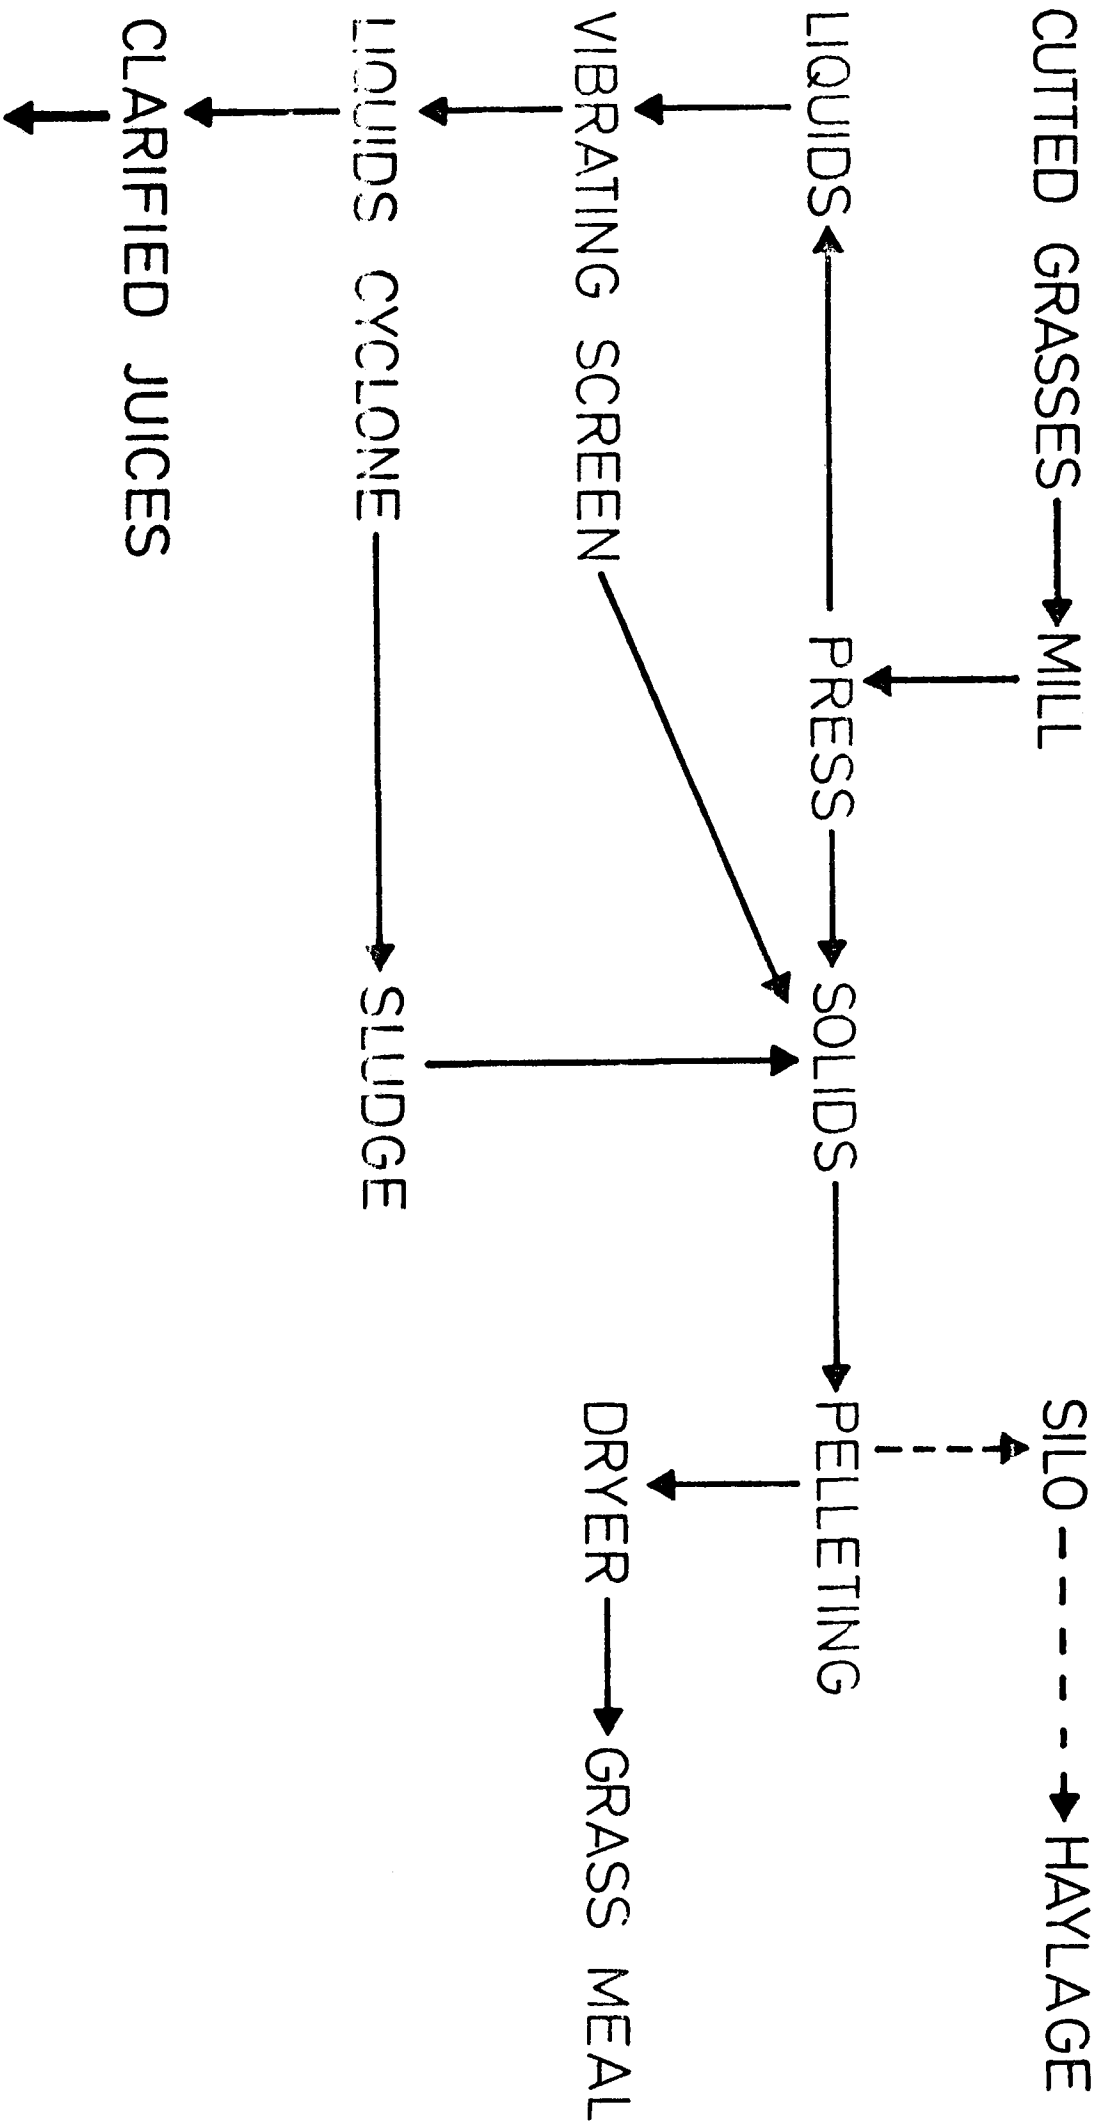 CUTTED GRASSES
MILL
SILO
HAYLAGE
LIQUIDS
PRESS
SOLIDS
PELLETING
VIBRATING SCREEN
DRYER
GRASS MEAL
LIQUIDS CYCLONE
SLUDGE
CLARIFIED JUICES